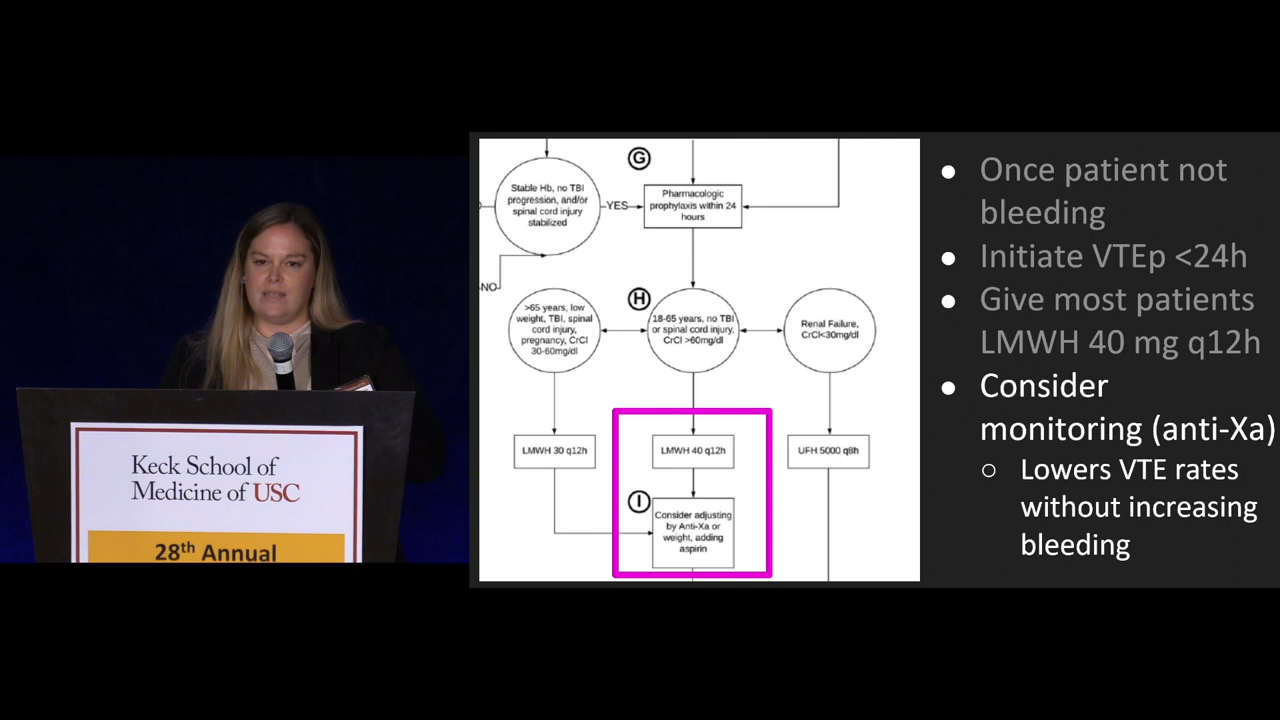 Keck School of
Medicine of USC
28th Annual
G
Stable Hb, no TBI
progression, and/or
spinal cord injury
stabilized
YES
Pharmacologic
prophylaxis within 24
hours
NO
H
>65 years, low
weight, TBI, spinal
cord injury,
pregnancy, CrCl
30-60mg/dl
18-65 years, no TBI
or spinal cord injury,
CrCl >60mg/dl
Renal Failure,
CrCl<30mg/dl
LMWH 30 q12h
LMWH 40 q12h
UFH 5000 q8h
I
Consider adjusting
by Anti-Xa or
weight, adding
aspirin
● Once patient not
bleeding
● Initiate VTEp <24h
● Give most patients
LMWH 40 mg q12h
● Consider
monitoring (anti-Xa)
○ Lowers VTE rates
without increasing
bleeding